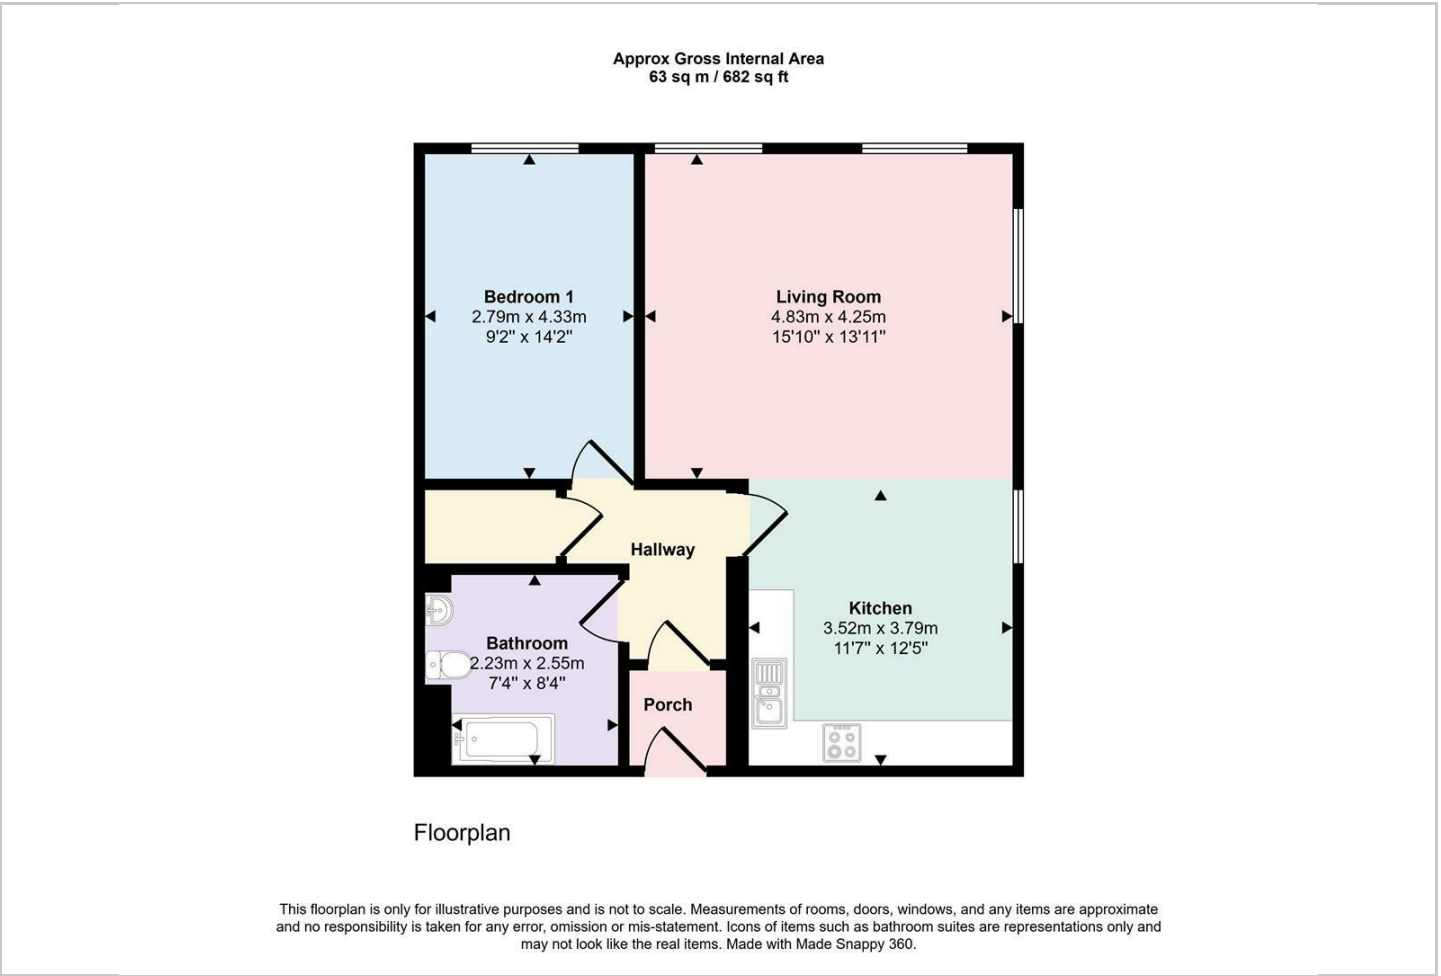 Approx Gross Internal Area
63 sq m / 682 sq ft
Bedroom 1
2.79m x 4.33m
9'2" x 14'2"
Living Room
4.83m x 4.25m
15'10" x 13'11"
Hallway
Kitchen
3.52m x 3.79m
11'7" x 12'5"
Bathroom
2.23m x 2.55m
7'4" x 8'4"
Porch
Floorplan
This floorplan is only for illustrative purposes and is not to scale. Measurements of rooms, doors, windows, and any items are approximate
and no responsibility is taken for any error, omission or mis-statement. Icons of items such as bathroom suites are representations only and
may not look like the real items. Made with Made Snappy 360.